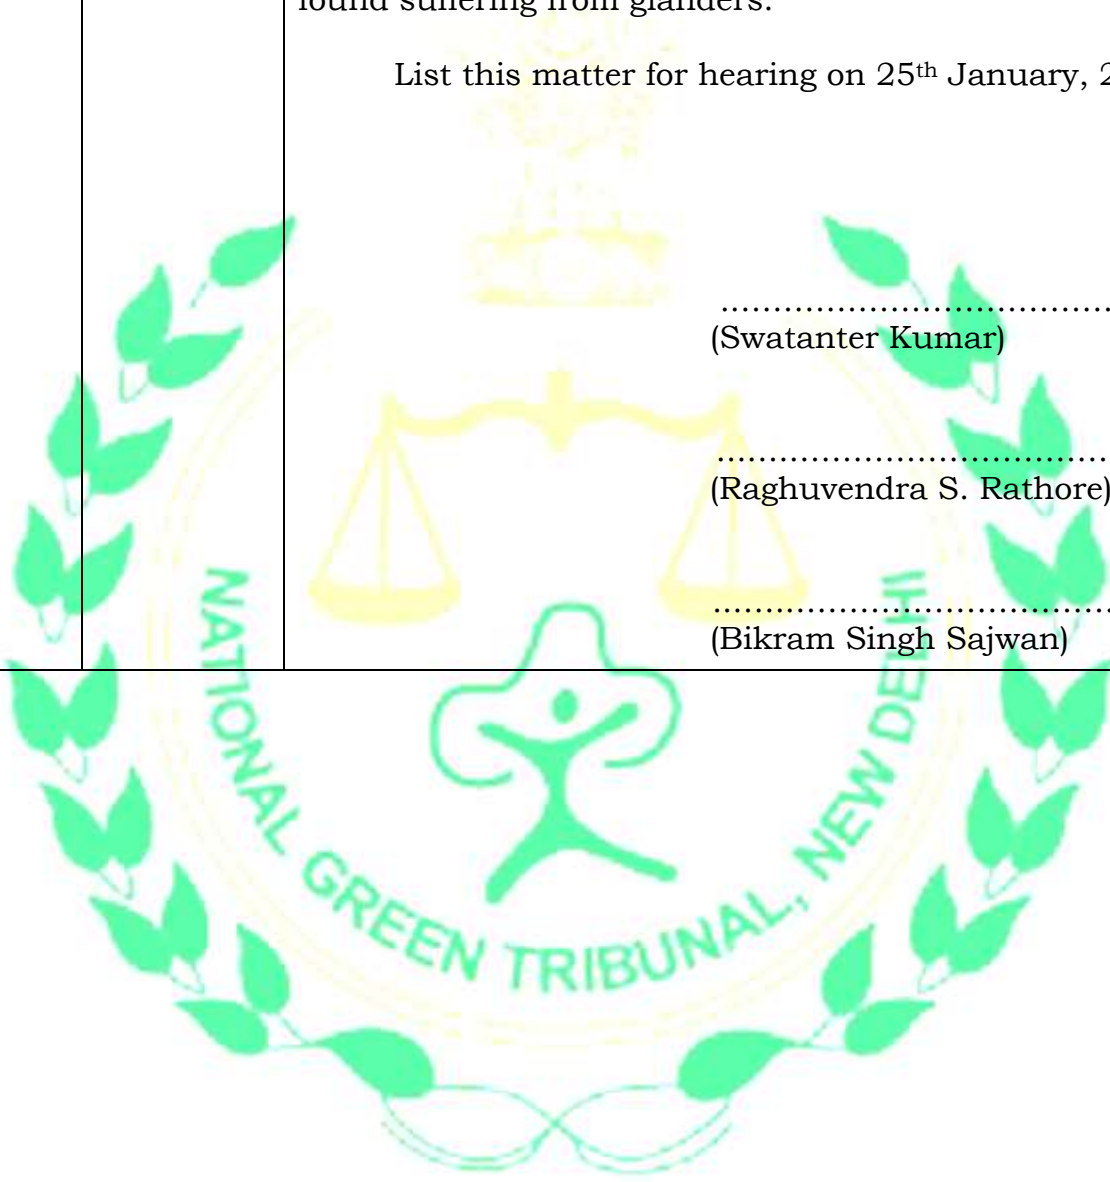 found suffering from glanders.
List this matter for hearing on 25th January, 2
..........................................
(Swatanter Kumar)
..........................................
(Raghuvendra S. Rathore)
..........................................
(Bikram Singh Sajwan)
NATIONAL GREEN TRIBUNAL, NEW DELHI